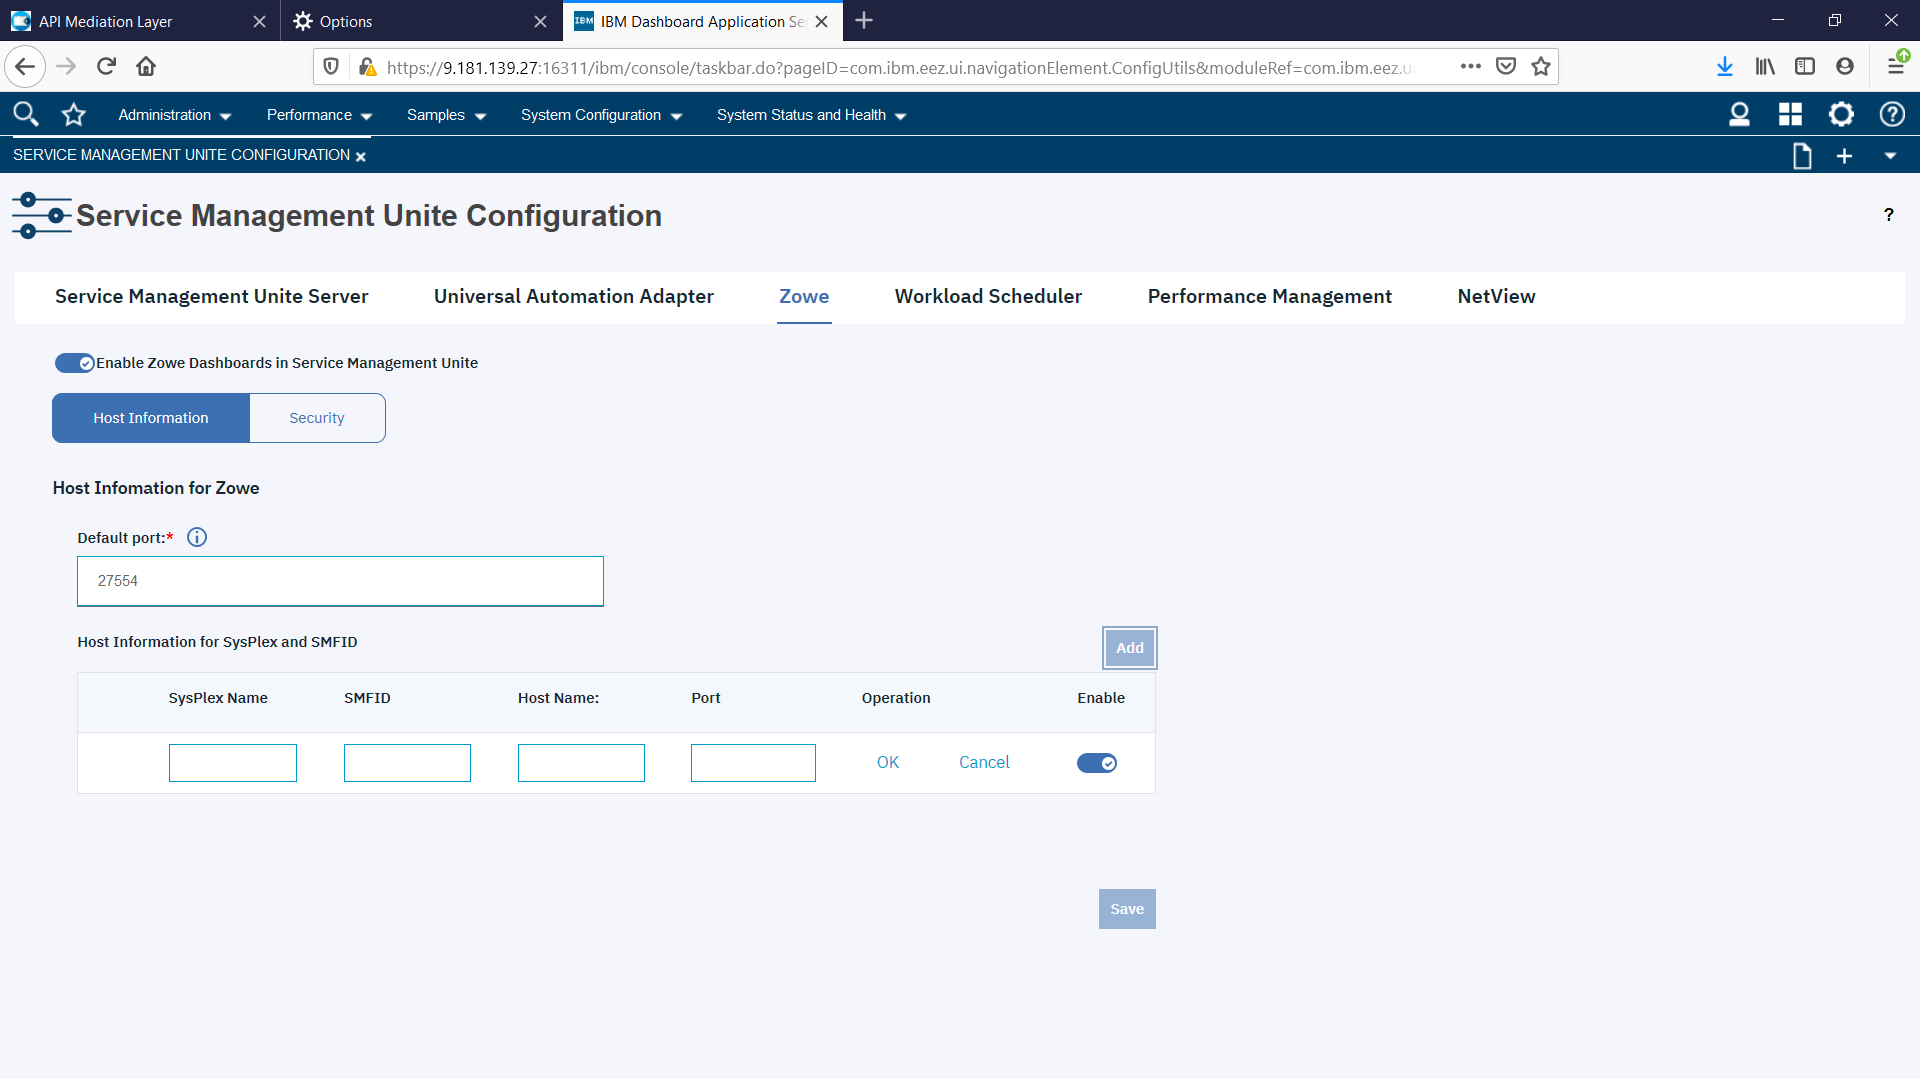 API Mediation Layer
Options
IBM
IBM Dashboard Application Se
https://9.181.139.27:16311/ibm/console/taskbar.do?pageID=com.ibm.eez.ui.navigationElement.ConfigUtils&moduleRef=com.ibm.eez.u
Administration
Performance
Samples
System Configuration
System Status and Health
SERVICE MANAGEMENT UNITE CONFIGURATION
Service Management Unite Configuration
?
Service Management Unite Server
Universal Automation Adapter
Zowe
Workload Scheduler
Performance Management
NetView
Enable Zowe Dashboards in Service Management Unite
Host Information
Security
Host Infomation for Zowe
Default port:*
27554
Host Information for SysPlex and SMFID
Add
SysPlex Name
SMFID
Host Name:
Port
Operation
Enable
OK
Cancel
Save